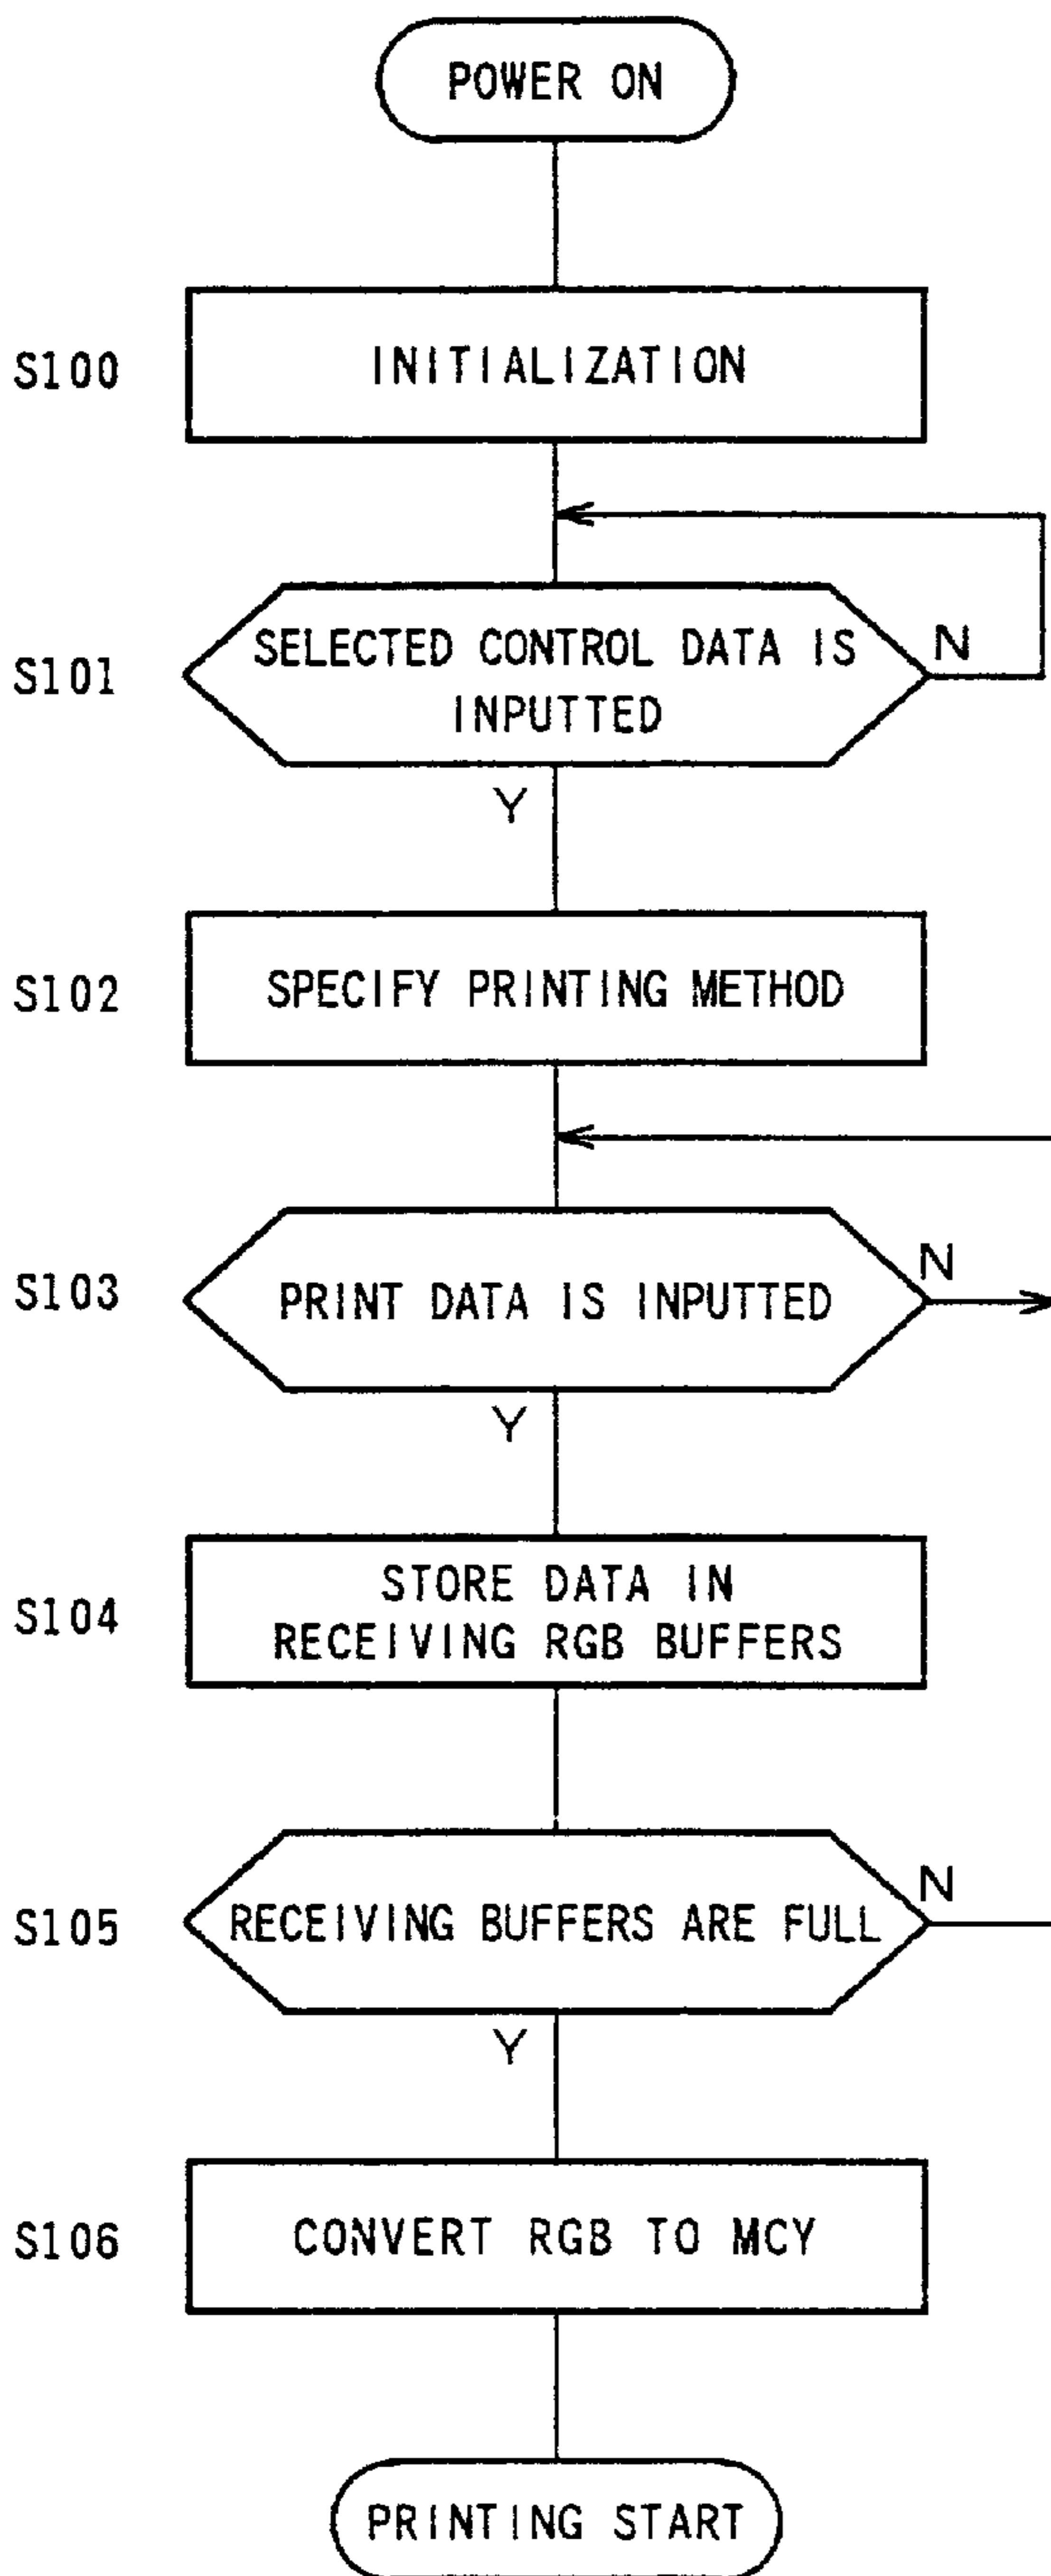 POWER ON
S100
INITIALIZATION
S101
SELECTED CONTROL DATA IS
INPUTTED
N
Y
S102
SPECIFY PRINTING METHOD
S103
PRINT DATA IS INPUTTED
N
Y
S104
STORE DATA IN
RECEIVING RGB BUFFERS
S105
RECEIVING BUFFERS ARE FULL
N
Y
S106
CONVERT RGB TO MCY
PRINTING START